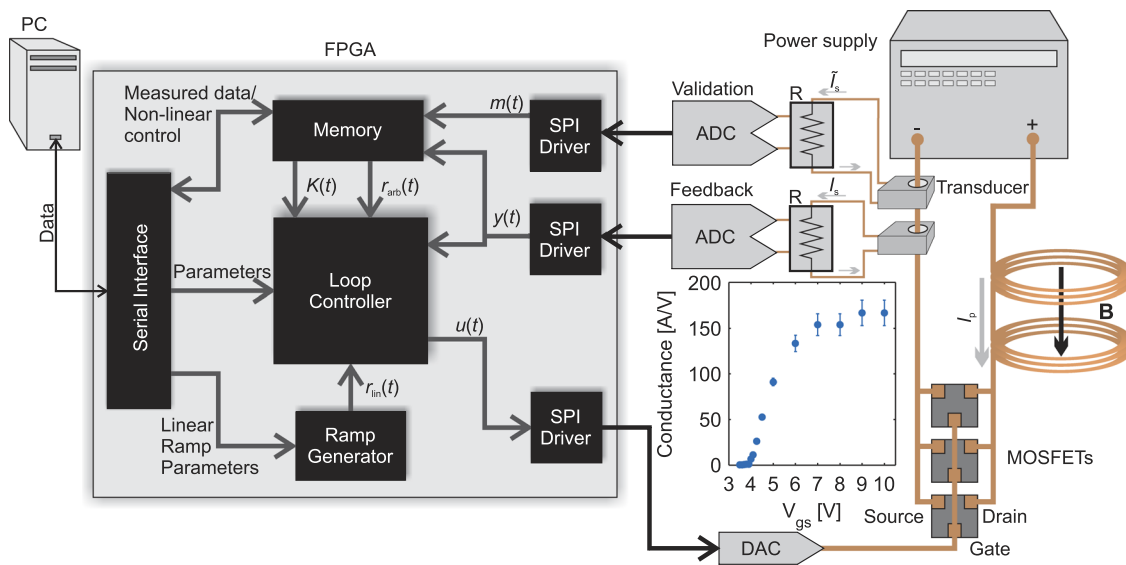 PC
FPGA
Power supply
Measured data/
Non-linear
control
Memory
m(t)
SPI
Driver
Validation
ADC
R
Ĩs
-
+
Transducer
K(t)
rarb(t)
y(t)
SPI
Driver
Feedback
ADC
R
Is
Data
Serial Interface
Parameters
Loop
Controller
u(t)
rlin(t)
Linear
Ramp
Parameters
Ramp
Generator
SPI
Driver
Conductance [A/V]
200
150
100
50
0
3 4 5 6 7 8 9 10
Vgs [V]
Ip
B
MOSFETs
Source
Drain
Gate
DAC